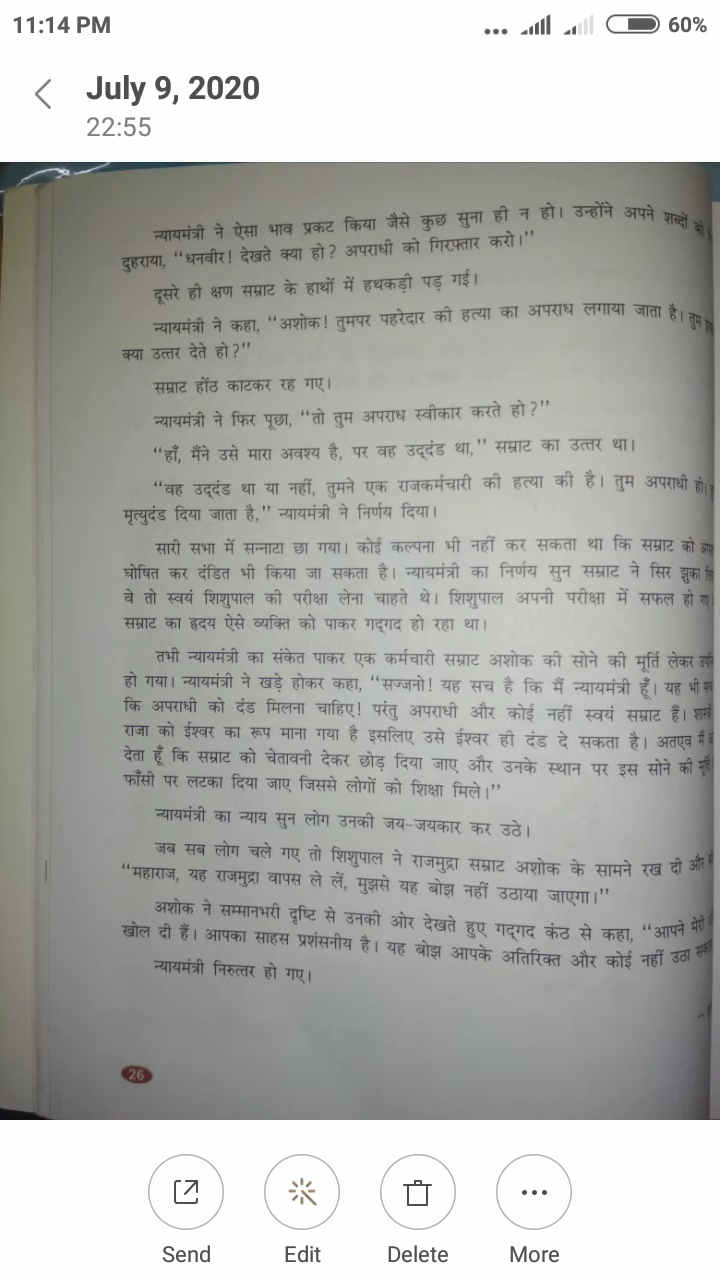 11:14 PM
60%
July 9, 2020
22:55
न्यायमंत्री ने ऐसा भाव प्रकट किया जैसे कुछ सुना ही न हो। उन्होंने अपने शब्दों को
दुहराया, “धनवीर! देखते क्या हो? अपराधी को गिरफ़्तार करो।”
दूसरे ही क्षण सम्राट के हाथों में हथकड़ी पड़ गई।
न्यायमंत्री ने कहा, “अशोक! तुमपर पहरेदार की हत्या का अपराध लगाया जाता है। तुम
क्या उत्तर देते हो?”
सम्राट होंठ काटकर रह गए।
न्यायमंत्री ने फिर पूछा, “तो तुम अपराध स्वीकार करते हो?”
“हाँ, मैंने उसे मारा अवश्य है, पर वह उद्दंड था,” सम्राट का उत्तर था।
“वह उद्दंड था या नहीं, तुमने एक राजकर्मचारी की हत्या की है। तुम अपराधी हो।
मृत्युदंड दिया जाता है,” न्यायमंत्री ने निर्णय दिया।
सारी सभा में सन्नाटा छा गया। कोई कल्पना भी नहीं कर सकता था कि सम्राट को
घोषित कर दंडित भी किया जा सकता है। न्यायमंत्री का निर्णय सुन सम्राट ने सिर झुका
वे तो स्वयं शिशुपाल की परीक्षा लेना चाहते थे। शिशुपाल अपनी परीक्षा में सफल हो
सम्राट का हृदय ऐसे व्यक्ति को पाकर गद्गद हो रहा था।
तभी न्यायमंत्री का संकेत पाकर एक कर्मचारी सम्राट अशोक की सोने की मूर्ति लेकर
हो गया। न्यायमंत्री ने खड़े होकर कहा, “सज्जनो! यह सच है कि मैं न्यायमंत्री हूँ। यह भी
कि अपराधी को दंड मिलना चाहिए! परंतु अपराधी और कोई नहीं स्वयं सम्राट हैं।
राजा को ईश्वर का रूप माना गया है इसलिए उसे ईश्वर ही दंड दे सकता है। अतएव मैं
देता हूँ कि सम्राट को चेतावनी देकर छोड़ दिया जाए और उनके स्थान पर इस सोने की मूर्ति
फाँसी पर लटका दिया जाए जिससे लोगों को शिक्षा मिले।”
न्यायमंत्री का न्याय सुन लोग उनकी जय-जयकार कर उठे।
जब सब लोग चले गए तो शिशुपाल ने राजमुद्रा सम्राट अशोक के सामने रख दी और
“महाराज, यह राजमुद्रा वापस ले लें, मुझसे यह बोझ नहीं उठाया जाएगा।”
अशोक ने सम्मानभरी दृष्टि से उनकी ओर देखते हुए गद्गद कंठ से कहा, “आपने मेरी
खोल दी हैं। आपका साहस प्रशंसनीय है। यह बोझ आपके अतिरिक्त और कोई नहीं उठा
न्यायमंत्री निरुत्तर हो गए।
26
Send
Edit
Delete
More